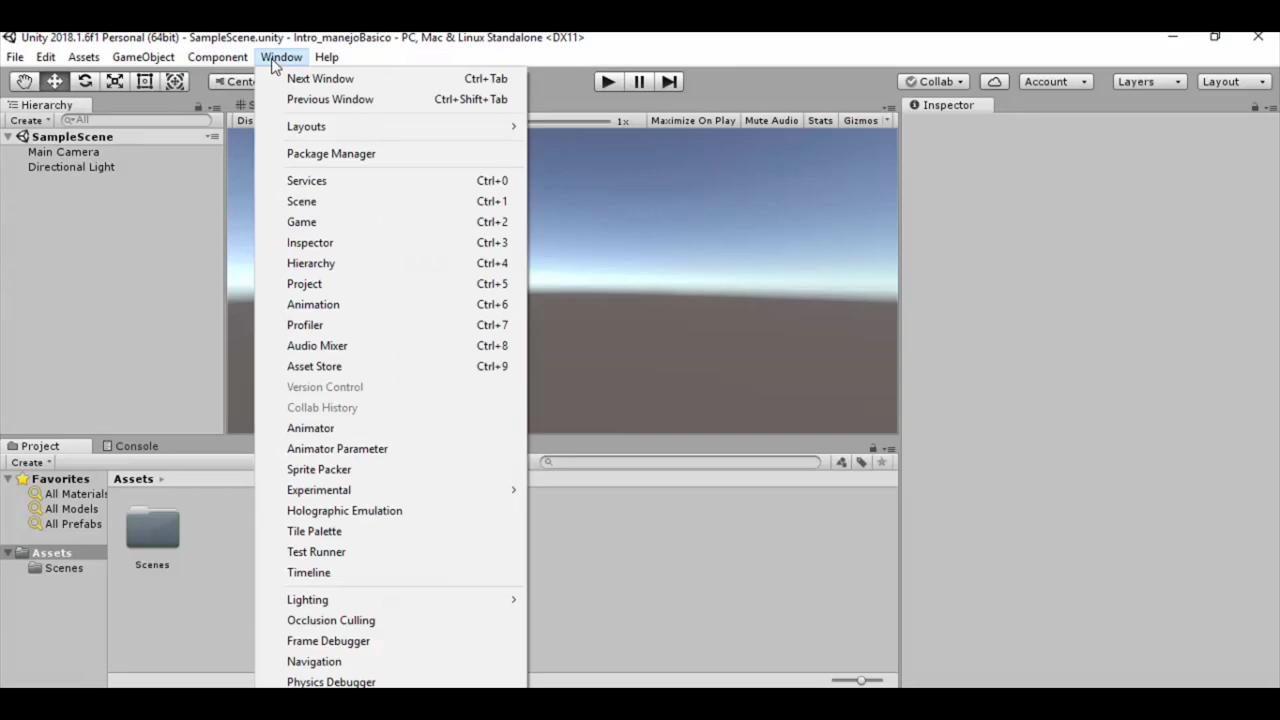 Unity 2018.1.6f1 Personal (64bit) - SampleScene.unity - Intro_manejoBasico - PC, Mac & Linux Standalone <DX11>
File Edit Assets GameObject Component Window Help
Collab Account Layers Layout
Hierarchy
Create All
SampleScene
Main Camera
Directional Light
Next Window Ctrl+Tab
Previous Window Ctrl+Shift+Tab
Layouts
Package Manager
Services Ctrl+0
Scene Ctrl+1
Game Ctrl+2
Inspector Ctrl+3
Hierarchy Ctrl+4
Project Ctrl+5
Animation Ctrl+6
Profiler Ctrl+7
Audio Mixer Ctrl+8
Asset Store Ctrl+9
Version Control
Collab History
Animator
Animator Parameter
Sprite Packer
Experimental
Holographic Emulation
Tile Palette
Test Runner
Timeline
Lighting
Occlusion Culling
Frame Debugger
Navigation
Physics Debugger
1x Maximize On Play Mute Audio Stats Gizmos
Inspector
Project Console
Create
Favorites
All Materials
All Models
All Prefabs
Assets
Scenes
Assets
Scenes